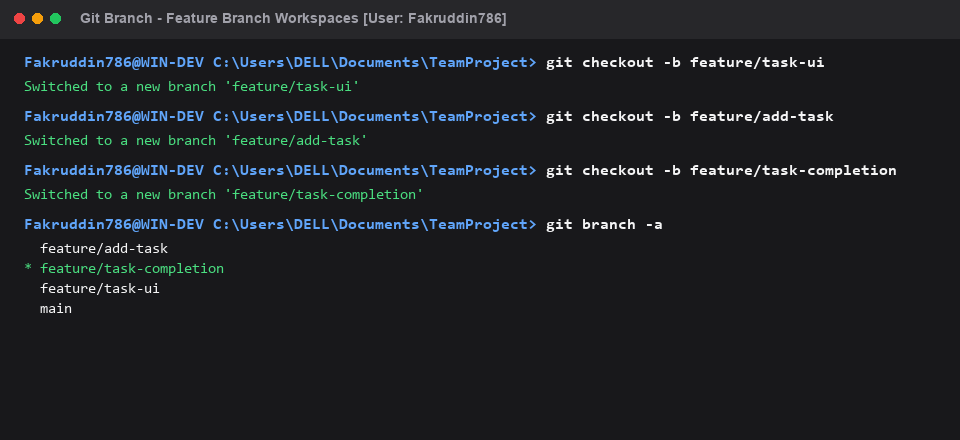 Git Branch - Feature Branch Workspaces [User: Fakruddin786]
Fakruddin786@WIN-DEV C:\Users\DELL\Documents\TeamProject> git checkout -b feature/task-ui
Switched to a new branch 'feature/task-ui'
Fakruddin786@WIN-DEV C:\Users\DELL\Documents\TeamProject> git checkout -b feature/add-task
Switched to a new branch 'feature/add-task'
Fakruddin786@WIN-DEV C:\Users\DELL\Documents\TeamProject> git checkout -b feature/task-completion
Switched to a new branch 'feature/task-completion'
Fakruddin786@WIN-DEV C:\Users\DELL\Documents\TeamProject> git branch -a
  feature/add-task
* feature/task-completion
  feature/task-ui
  main